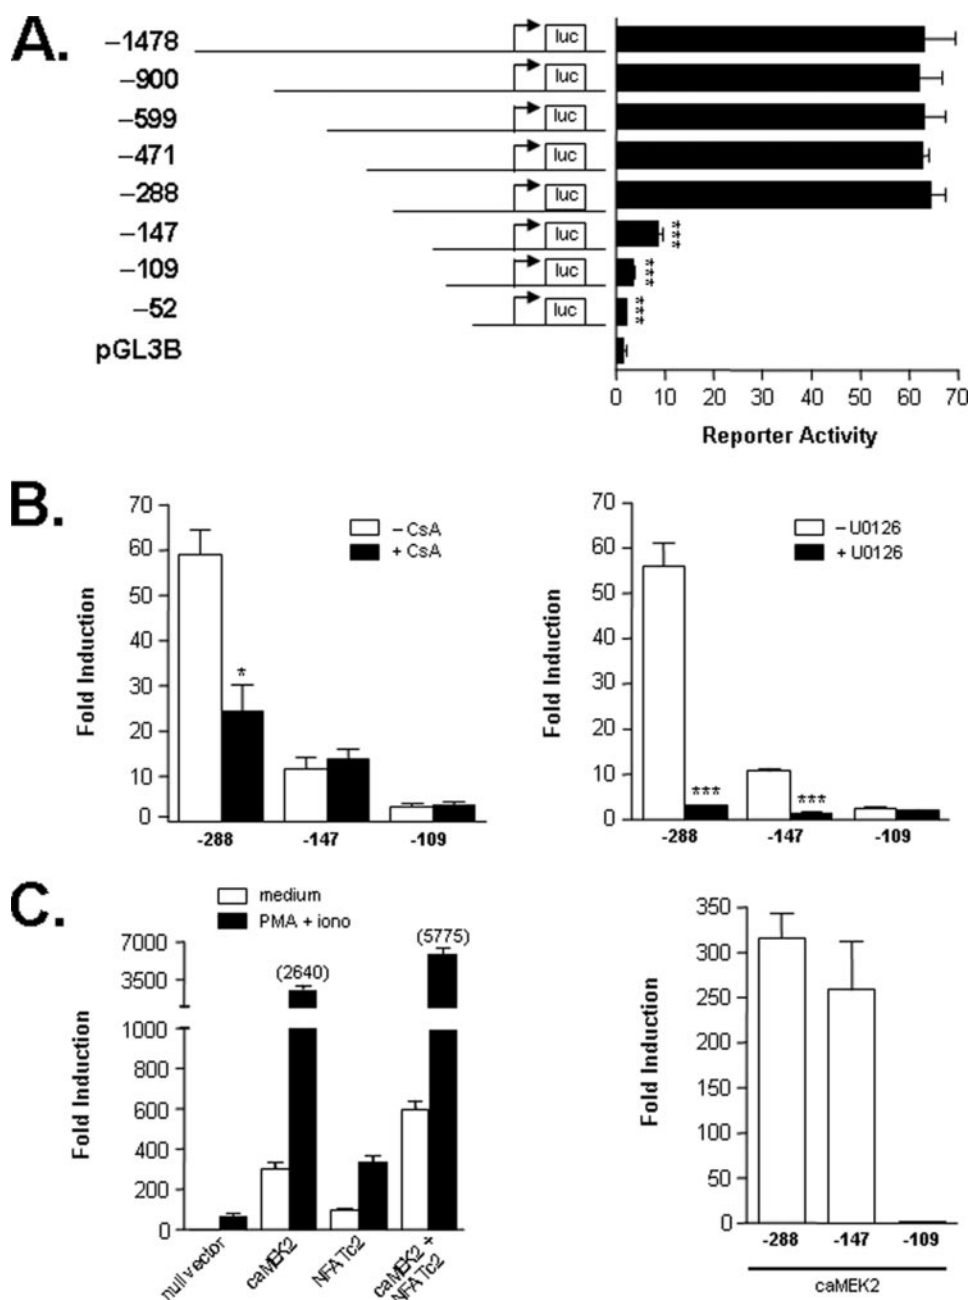 A.
–1478
luc
–900
luc
–599
luc
–471
luc
–288
luc
–147
luc
***
–109
luc
***
–52
luc
***
pGL3B
0 10 20 30 40 50 60 70
Reporter Activity
B.
Fold Induction
70
60
50
40
30
20
10
0
– CsA
+ CsA
*
-288 -147 -109
Fold Induction
70
60
50
40
30
20
10
0
– U0126
+ U0126
***
***
-288 -147 -109
C.
medium
PMA + iono
Fold Induction
7000
3500
1000
800
600
400
200
0
(2640)
(5775)
null vector
caMEK2
NFATc2
caMEK2 +
NFATc2
Fold Induction
350
300
250
200
150
100
50
0
-288 -147 -109
caMEK2